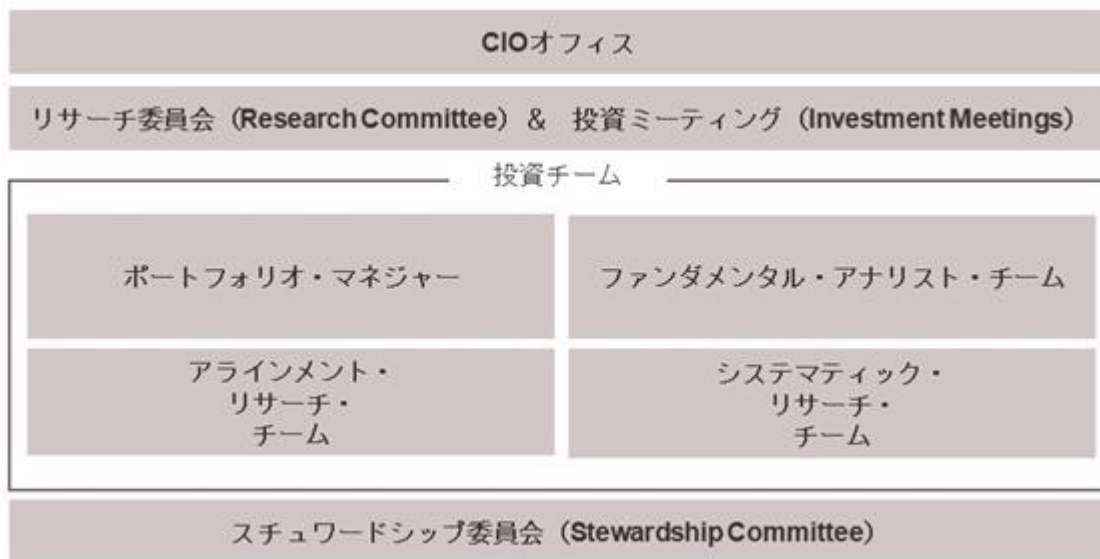 CIOオフィス
リサーチ委員会（Research Committee）＆　投資ミーティング（Investment Meetings）
投資チーム
ポートフォリオ・マネジャー
ファンダメンタル・アナリスト・チーム
アラインメント・
リサーチ・
チーム
システマティック・
リサーチ・
チーム
スチュワードシップ委員会（Stewardship Committee）